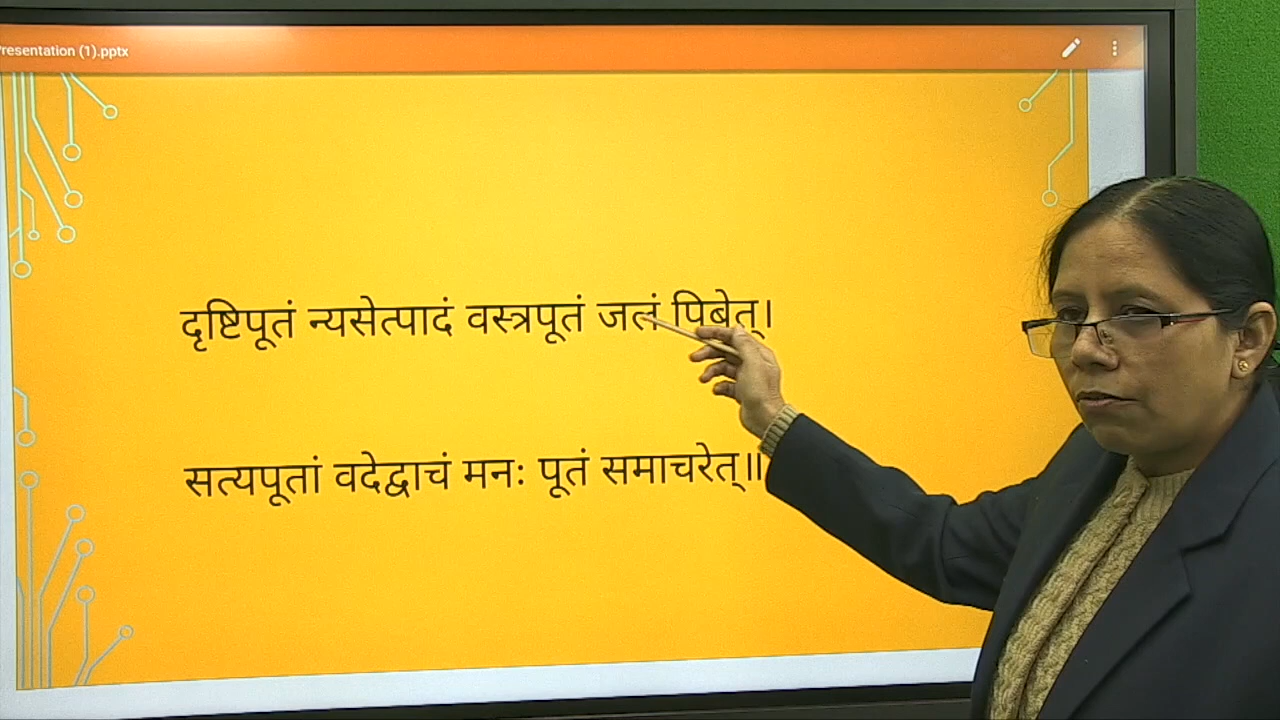 resentation (1).pptx
दृष्टिपूतं न्यसेत्पादं वस्त्रपूतं जलं पिबेत्।
सत्यपूतां वदेद्वाचं मनः पूतं समाचरेत्॥